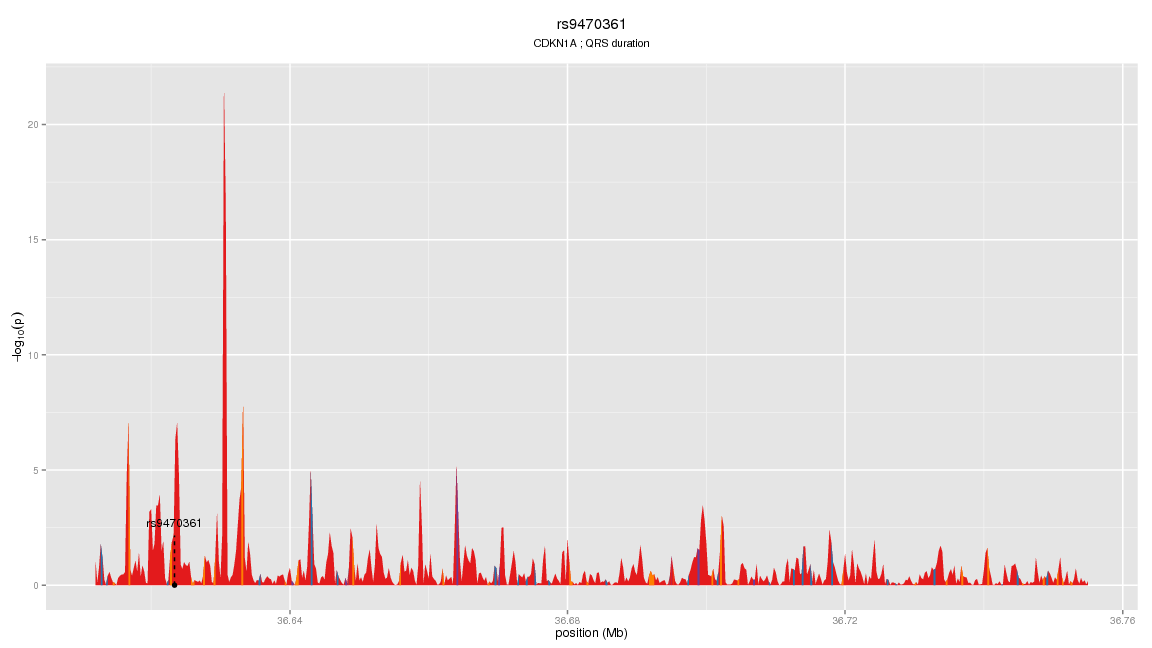 rs9470361
CDKN1A ; QRS duration
20
15
10
5
0
−log10(p)
rs9470361
36.64
36.68
36.72
36.76
position (Mb)